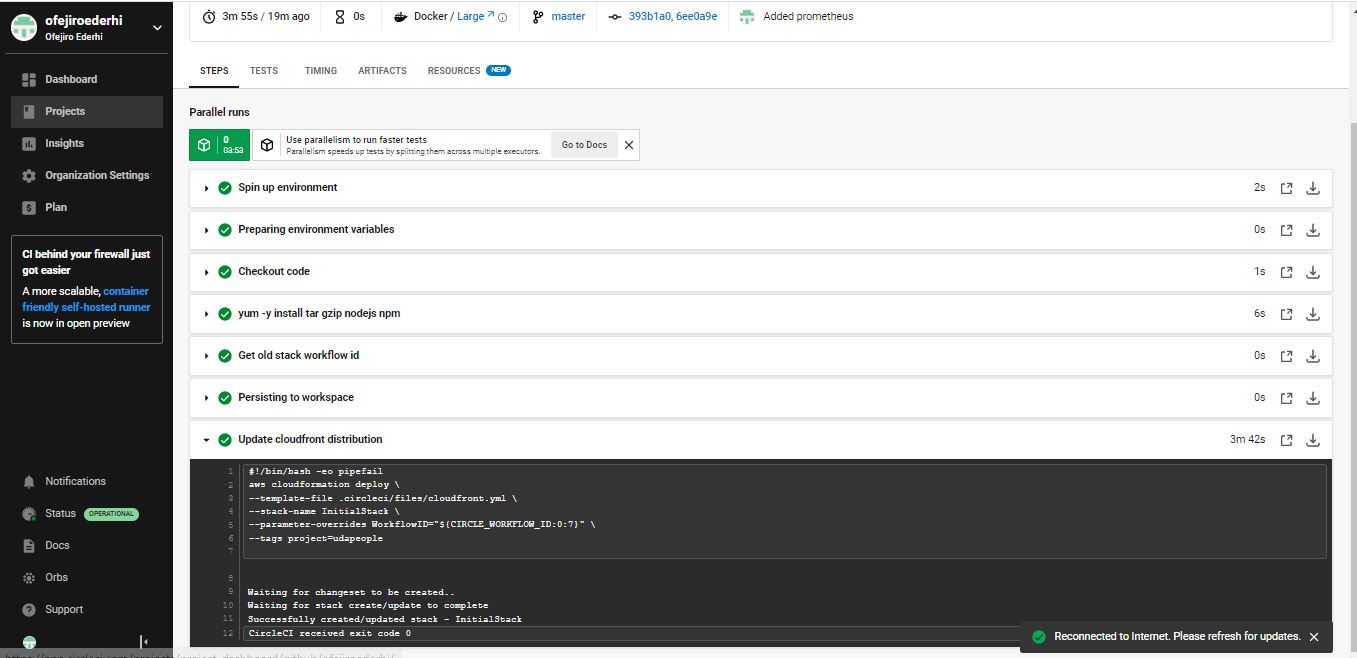 ofejiroederhi
Ofejiro Ederhi
Dashboard
Projects
Insights
Organization Settings
Plan
CI behind your firewall just
got easier
A more scalable, container
friendly self-hosted runner
is now in open preview
Notifications
Status OPERATIONAL
Docs
Orbs
Support
3m 55s / 19m ago
0s
Docker / Large
master
393b1a0, 6ee0a9e
Added prometheus
STEPS TESTS TIMING ARTIFACTS RESOURCES NEW
Parallel runs
0
03:53
Use parallelism to run faster tests
Parallelism speeds up tests by splitting them across multiple executors.
Go to Docs
Spin up environment 2s
Preparing environment variables 0s
Checkout code 1s
yum -y install tar gzip nodejs npm 6s
Get old stack workflow id 0s
Persisting to workspace 0s
Update cloudfront distribution 3m 42s
1 #!/bin/bash -eo pipefail
2 aws cloudformation deploy \
3 --template-file .circleci/files/cloudfront.yml \
4 --stack-name InitialStack \
5 --parameter-overrides WorkflowID="${CIRCLE_WORKFLOW_ID:0:7}" \
6 --tags project=udapeople
7
8
9 Waiting for changeset to be created..
10 Waiting for stack create/update to complete
11 Successfully created/updated stack - InitialStack
12 CircleCI received exit code 0
Reconnected to Internet. Please refresh for updates.